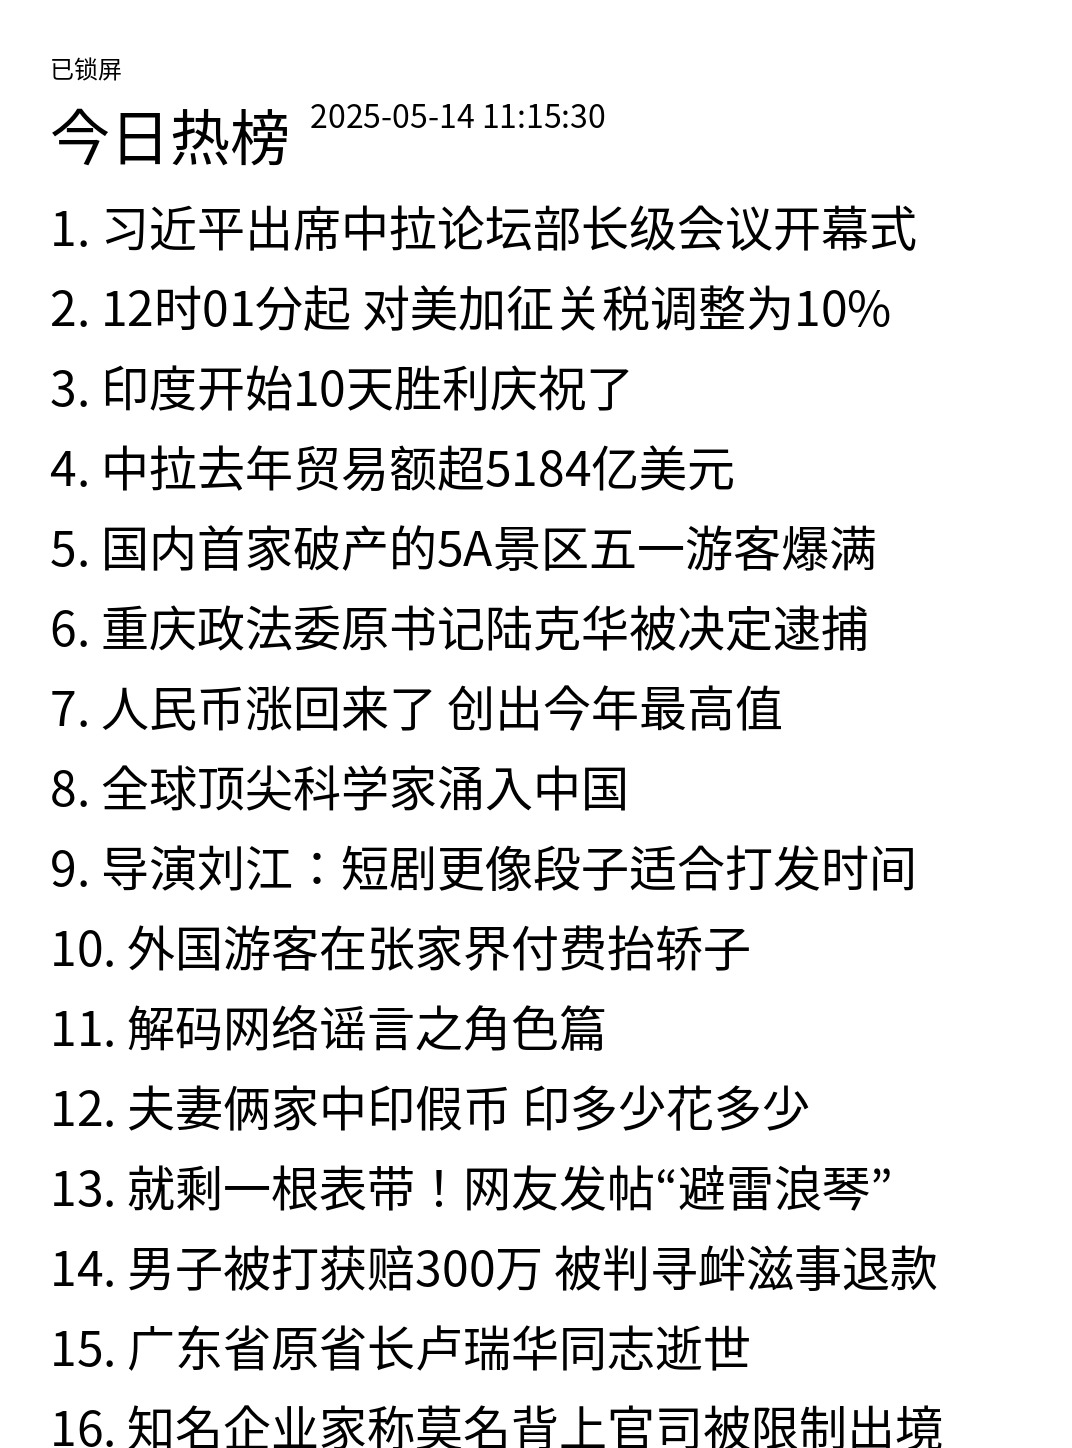 已锁屏
今日热榜 2025-05-14 11:15:30
1. 习近平出席中拉论坛部长级会议开幕式
2. 12时01分起 对美加征关税调整为10%
3. 印度开始10天胜利庆祝了
4. 中拉去年贸易额超5184亿美元
5. 国内首家破产的5A景区五一游客爆满
6. 重庆政法委原书记陆克华被决定逮捕
7. 人民币涨回来了 创出今年最高值
8. 全球顶尖科学家涌入中国
9. 导演刘江：短剧更像段子适合打发时间
10. 外国游客在张家界付费抬轿子
11. 解码网络谣言之角色篇
12. 夫妻俩家中印假币 印多少花多少
13. 就剩一根表带！网友发帖“避雷浪琴”
14. 男子被打获赔300万 被判寻衅滋事退款
15. 广东省原省长卢瑞华同志逝世
16. 知名企业家称莫名背上官司被限制出境